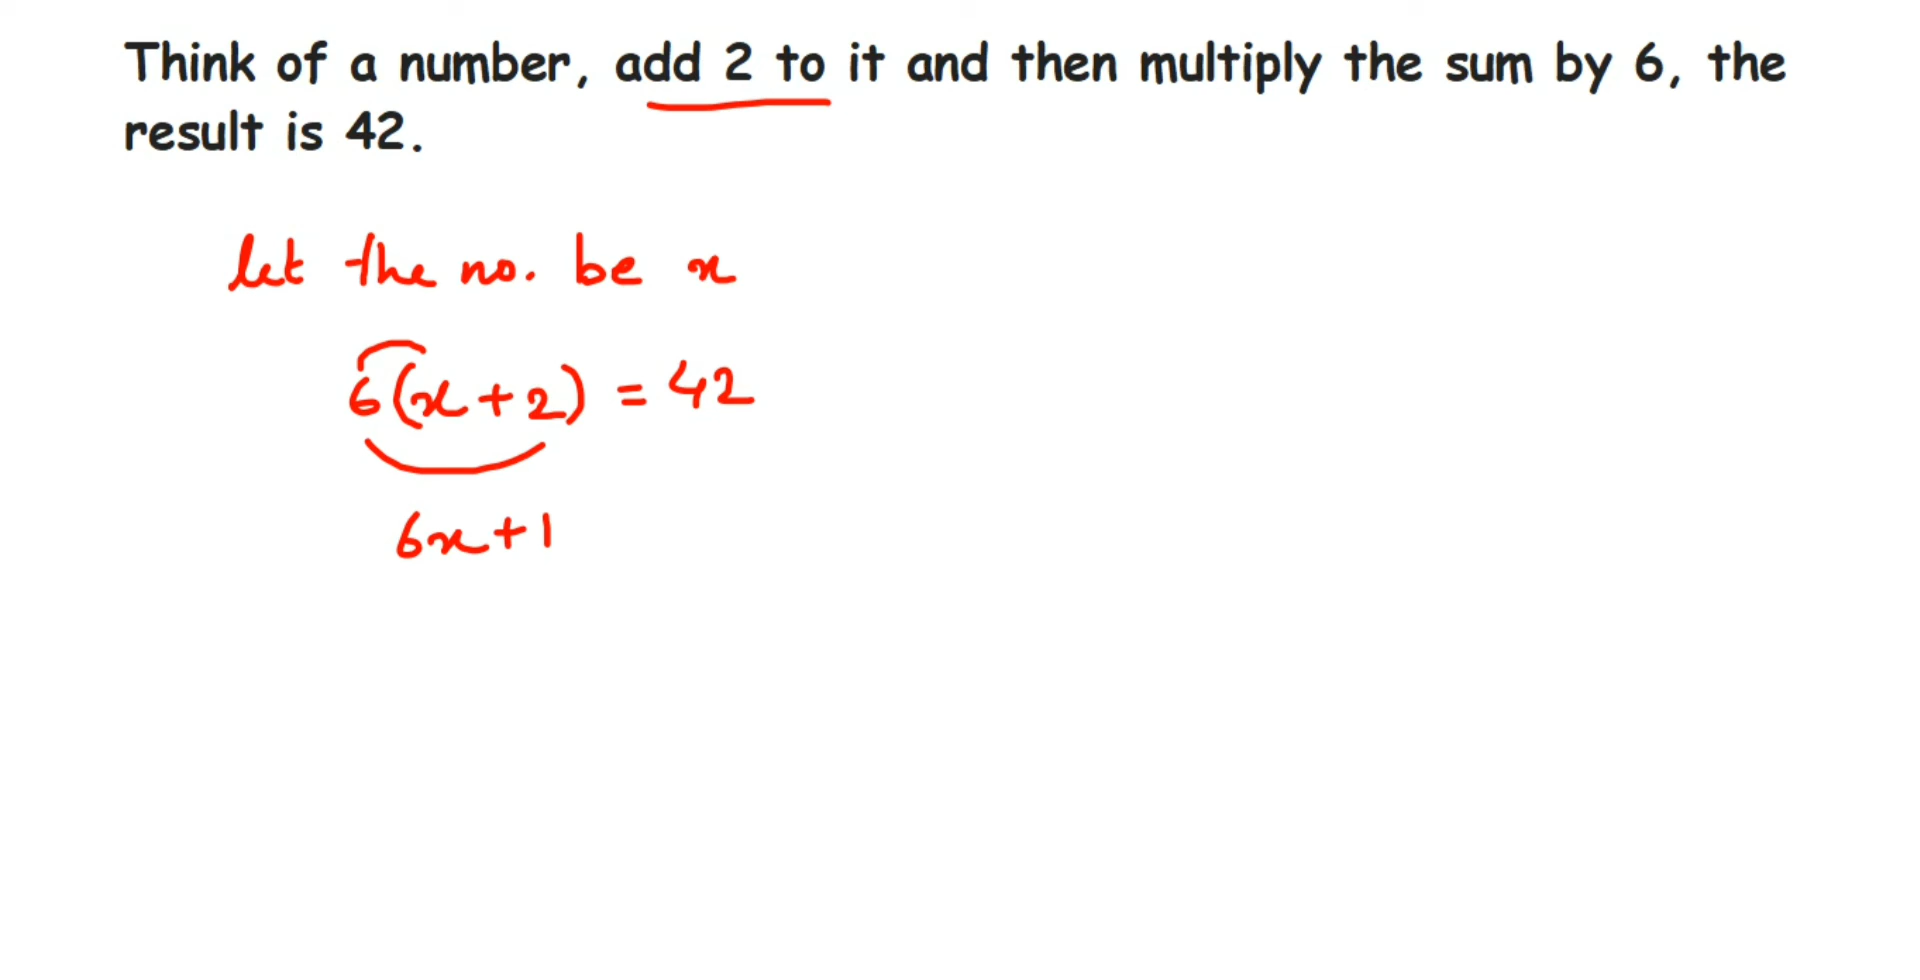 Think of a number, add 2 to it and then multiply the sum by 6, the
result is 42.
let the no. be x
6(x+2) = 42
6x+1